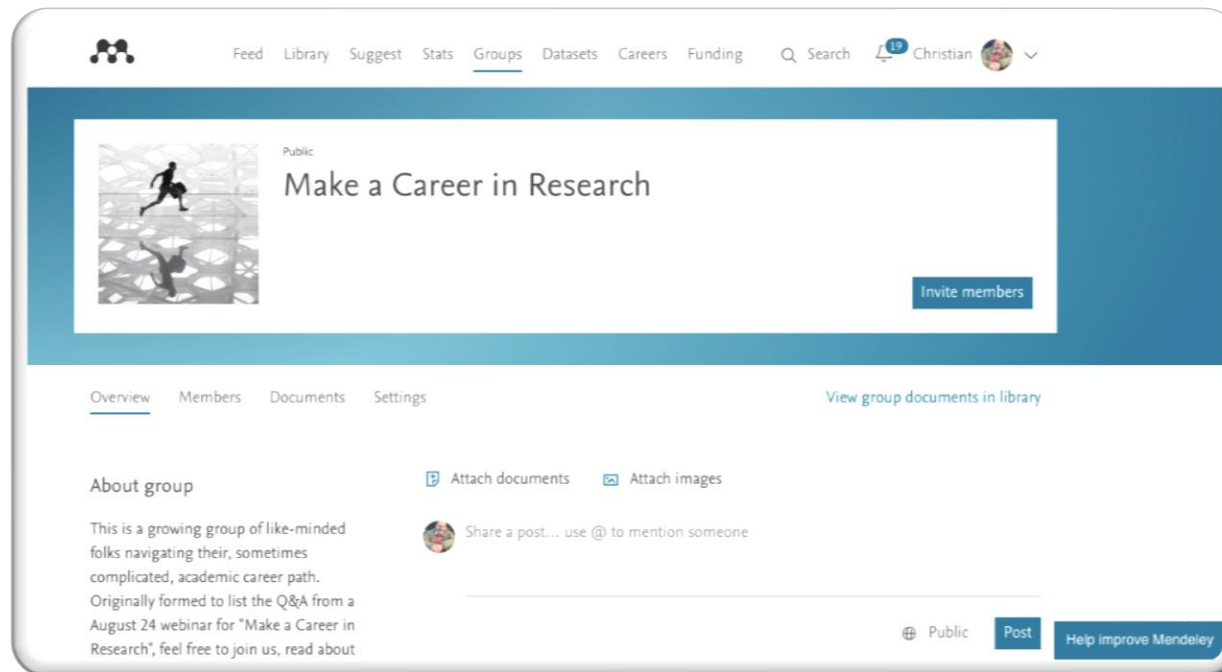 Feed Library Suggest Stats Groups Datasets Careers Funding Search 19 Christian
Public
Make a Career in Research
Invite members
Overview Members Documents Settings View group documents in library
About group
This is a growing group of like-minded
folks navigating their, sometimes
complicated, academic career path.
Originally formed to list the Q&A from a
August 24 webinar for "Make a Career in
Research", feel free to join us, read about
Attach documents Attach images
Share a post... use @ to mention someone
Public Post
Help improve Mendeley